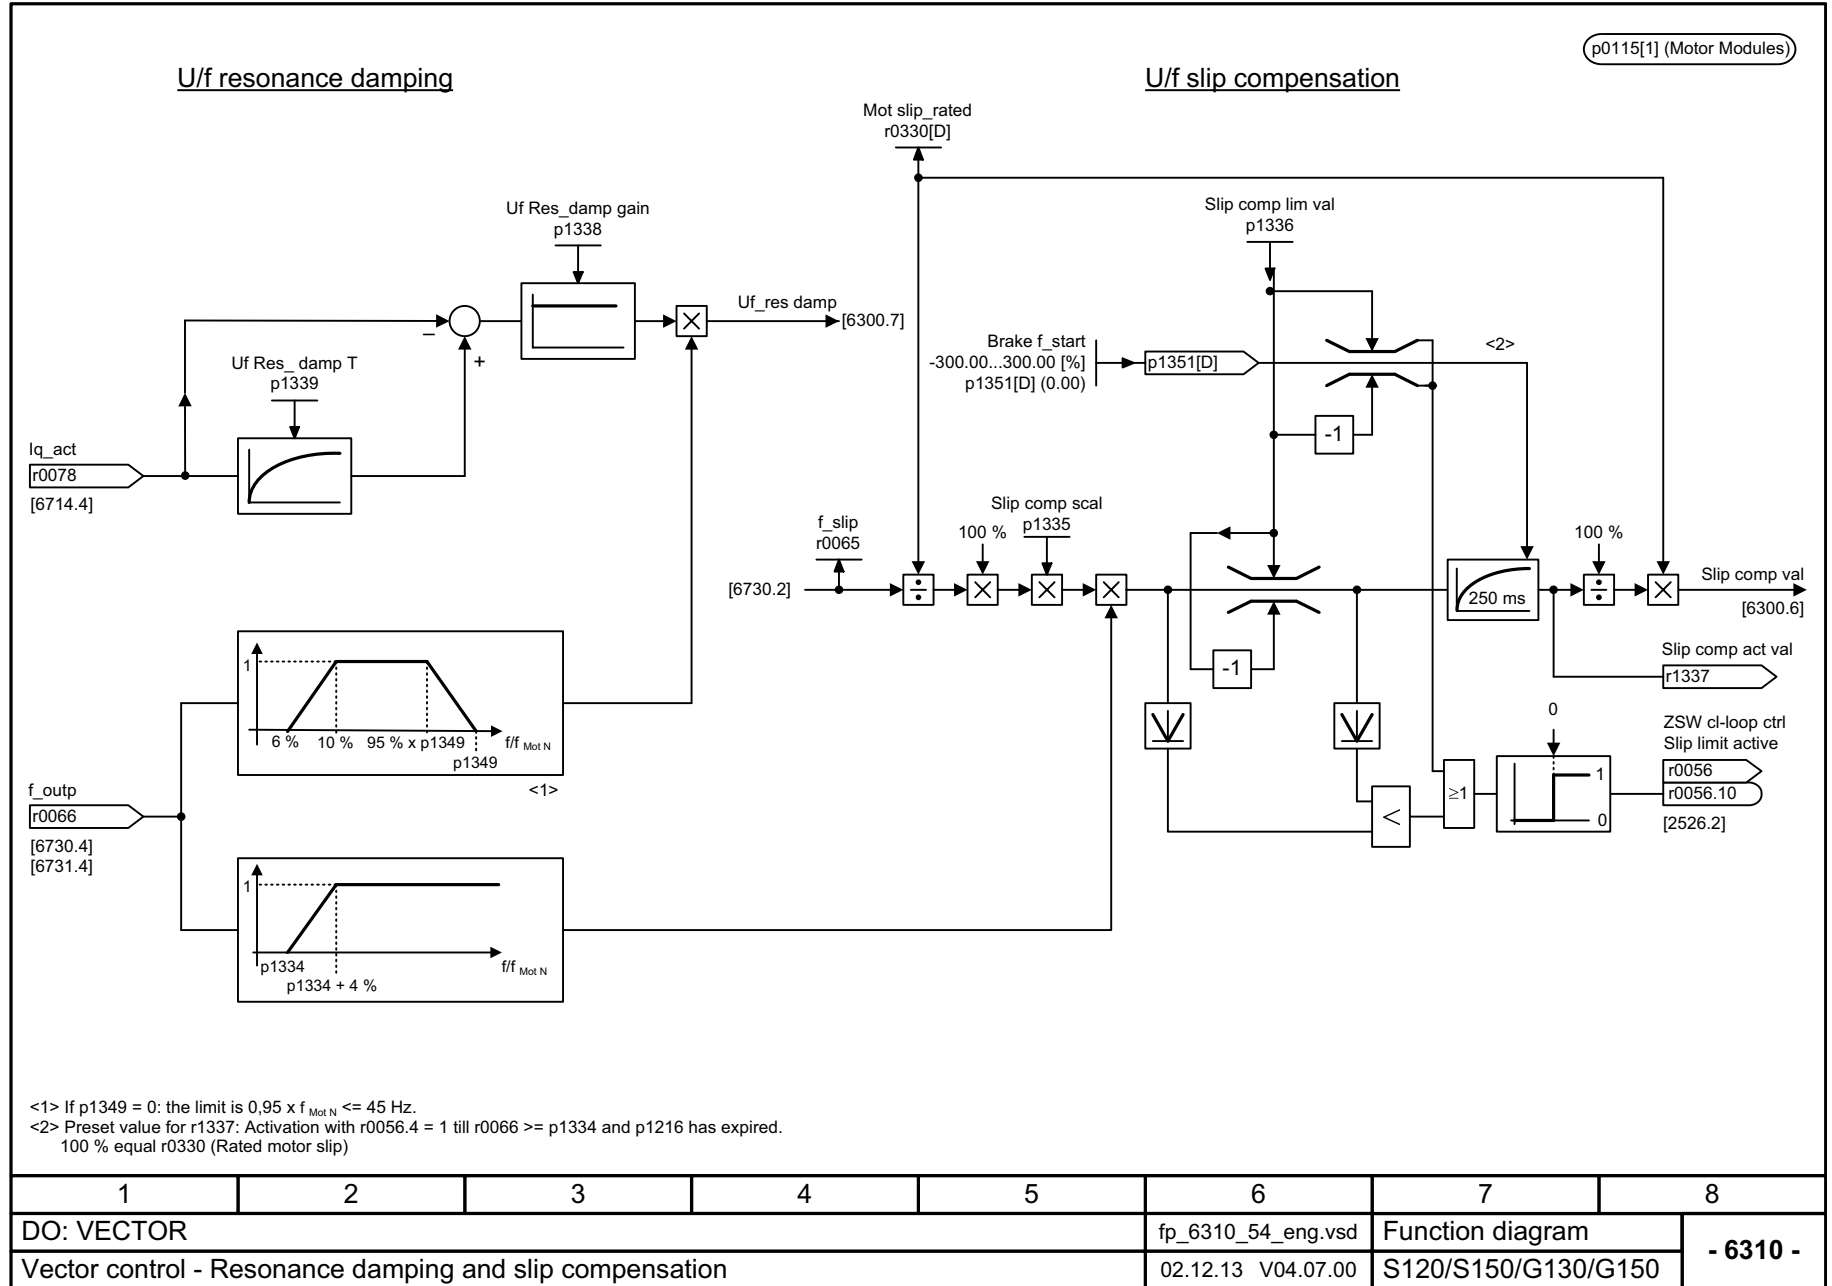 p0115[1] (Motor Modules)
U/f resonance damping
U/f slip compensation
Mot slip_rated
r0330[D]
Uf Res_damp gain
p1338
Slip comp lim val
p1336
Uf_res damp
[6300.7]
–
+
Uf Res_ damp T
p1339
Brake f_start
-300.00...300.00 [%]
p1351[D] (0.00)
p1351[D]
<2>
-1
Iq_act
r0078
[6714.4]
f_slip
r0065
[6730.2]
÷
100 %
Slip comp scal
p1335
250 ms
100 %
÷
Slip comp val
[6300.6]
-1
Slip comp act val
r1337
1
6 %
10 %
95 % x p1349
p1349
f/f Mot N
<1>
0
ZSW cl-loop ctrl
Slip limit active
r0056
r0056.10
[2526.2]
<
≥1
1
0
f_outp
r0066
[6730.4]
[6731.4]
1
p1334
p1334 + 4 %
f/f Mot N
<1> If p1349 = 0: the limit is 0,95 x f Mot N <= 45 Hz.
<2> Preset value for r1337: Activation with r0056.4 = 1 till r0066 >= p1334 and p1216 has expired.
100 % equal r0330 (Rated motor slip)
1 2 3 4 5 6 7 8
DO: VECTOR
fp_6310_54_eng.vsd
Function diagram
- 6310 -
Vector control - Resonance damping and slip compensation
02.12.13 V04.07.00
S120/S150/G130/G150